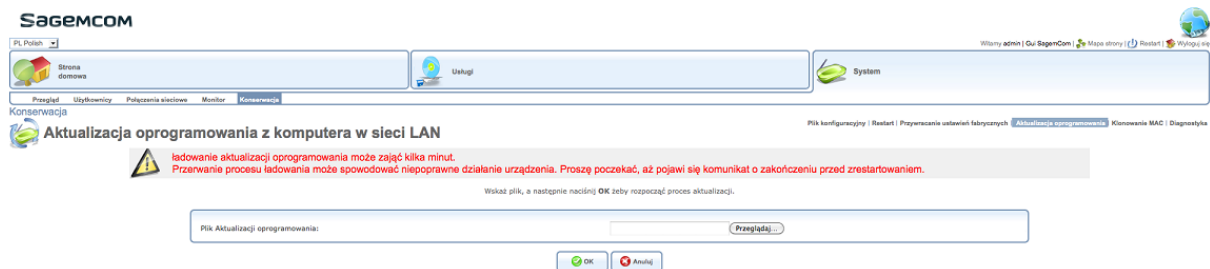 SAGEMCOM
PL Polish
Witamy admin | Gui SagemCom | Mapa strony | Restart | Wyloguj się
Strona domowa
Usługi
System
Przegląd Użytkownicy Połączenia sieciowe Monitor Konserwacja
Konserwacja
Plik konfiguracyjny | Restart | Przywracanie ustawień fabrycznych | Aktualizacja oprogramowania | Klonowanie MAC | Diagnostyka
Aktualizacja oprogramowania z komputera w sieci LAN
ładowanie aktualizacji oprogramowania może zająć kilka minut.
Przerwanie procesu ładowania może spowodować niepoprawne działanie urządzenia. Proszę poczekać, aż pojawi się komunikat o zakończeniu przed zrestartowaniem.
Wskaż plik, a następnie naciśnij OK żeby rozpocząć proces aktualizacji.
Plik Aktualizacji oprogramowania:
Przeglądaj...
OK
Anuluj